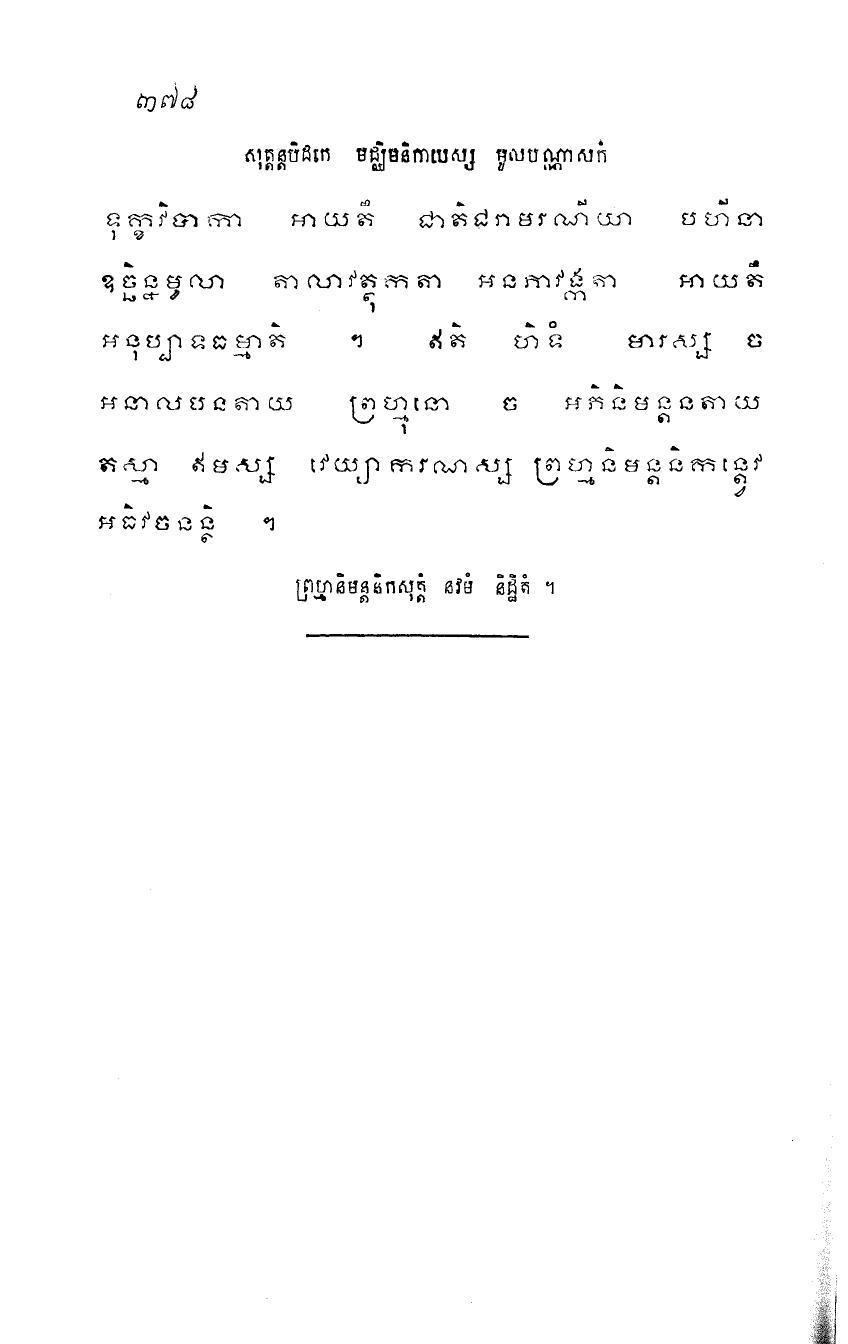 ៣៧៨
សុត្តន្តបិដកេ មជ្ឈិមនិកាយស្ស មូលបណ្ណាសកំ
ទុក្ខវិបាកា អាយតឹ ជាតិជរាមរណីយា បហីនា
ឧច្ឆិន្នមូលា តាលាវត្ថុកតា អនភាវង្កតា អាយតឹ
អនុប្បាទធម្មាតិ ។ ឥតិ ហិទំ មារស្ស ច
អនាលបនតាយ ព្រហ្មុនោ ច អភិនិមន្តនតាយ
តស្មា ឥមស្ស វេយ្យាករណស្ស ព្រហ្មនិមន្តនិកន្ត្វេវ
អធិវចនន្តិ ។
ព្រហ្មនិមន្តនិកសុត្តំ នវមំ និដ្ឋិតំ ។